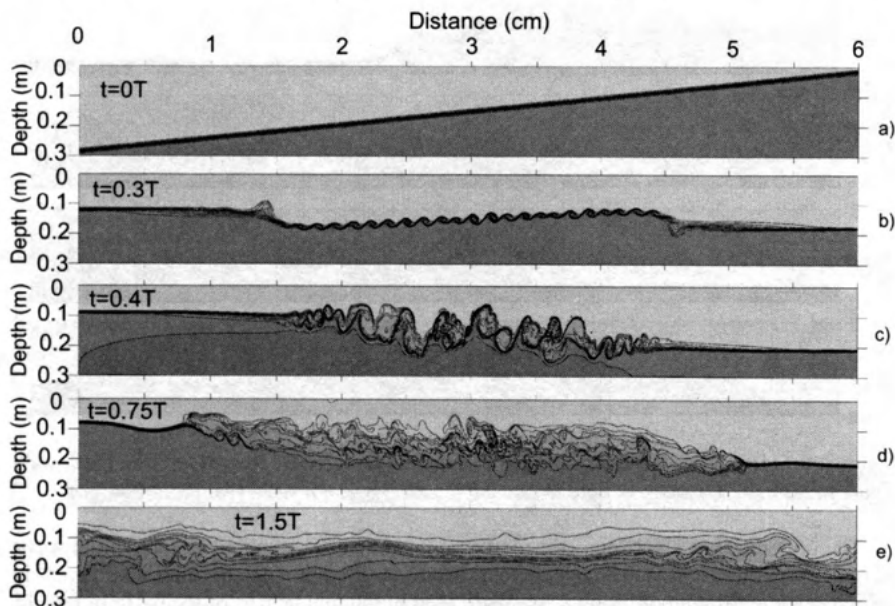 Distance (cm)
0 1 2 3 4 5 6
0
0.1
0.2
0.3
Depth (m)
t=0T
a)
0
0.1
0.2
0.3
Depth (m)
t=0.3T
b)
0
0.1
0.2
0.3
Depth (m)
t=0.4T
c)
0
0.1
0.2
0.3
Depth (m)
t=0.75T
d)
0
0.1
0.2
0.3
Depth (m)
t=1.5T
e)